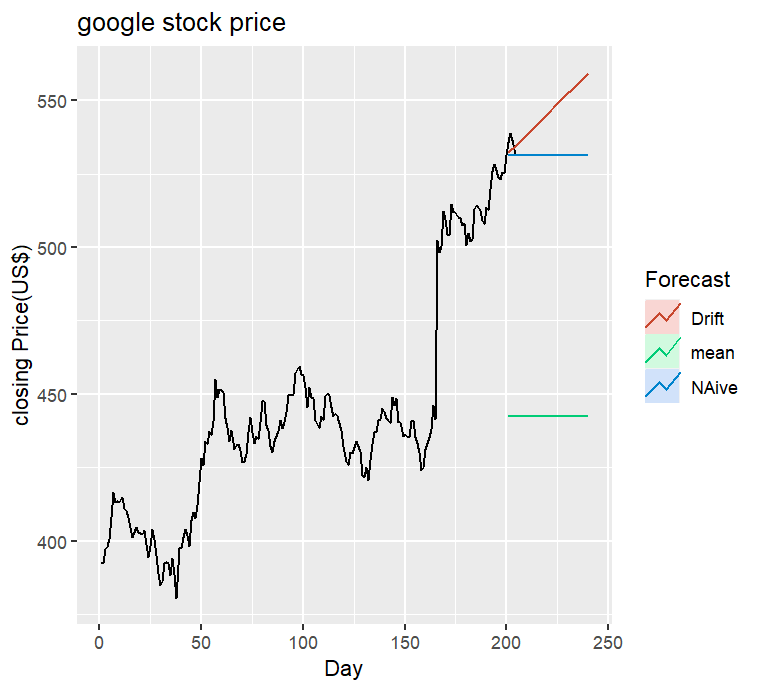 google stock price
closing Price(US$)
550
500
450
400
0 50 100 150 200 250
Day
Forecast
Drift
mean
NAive